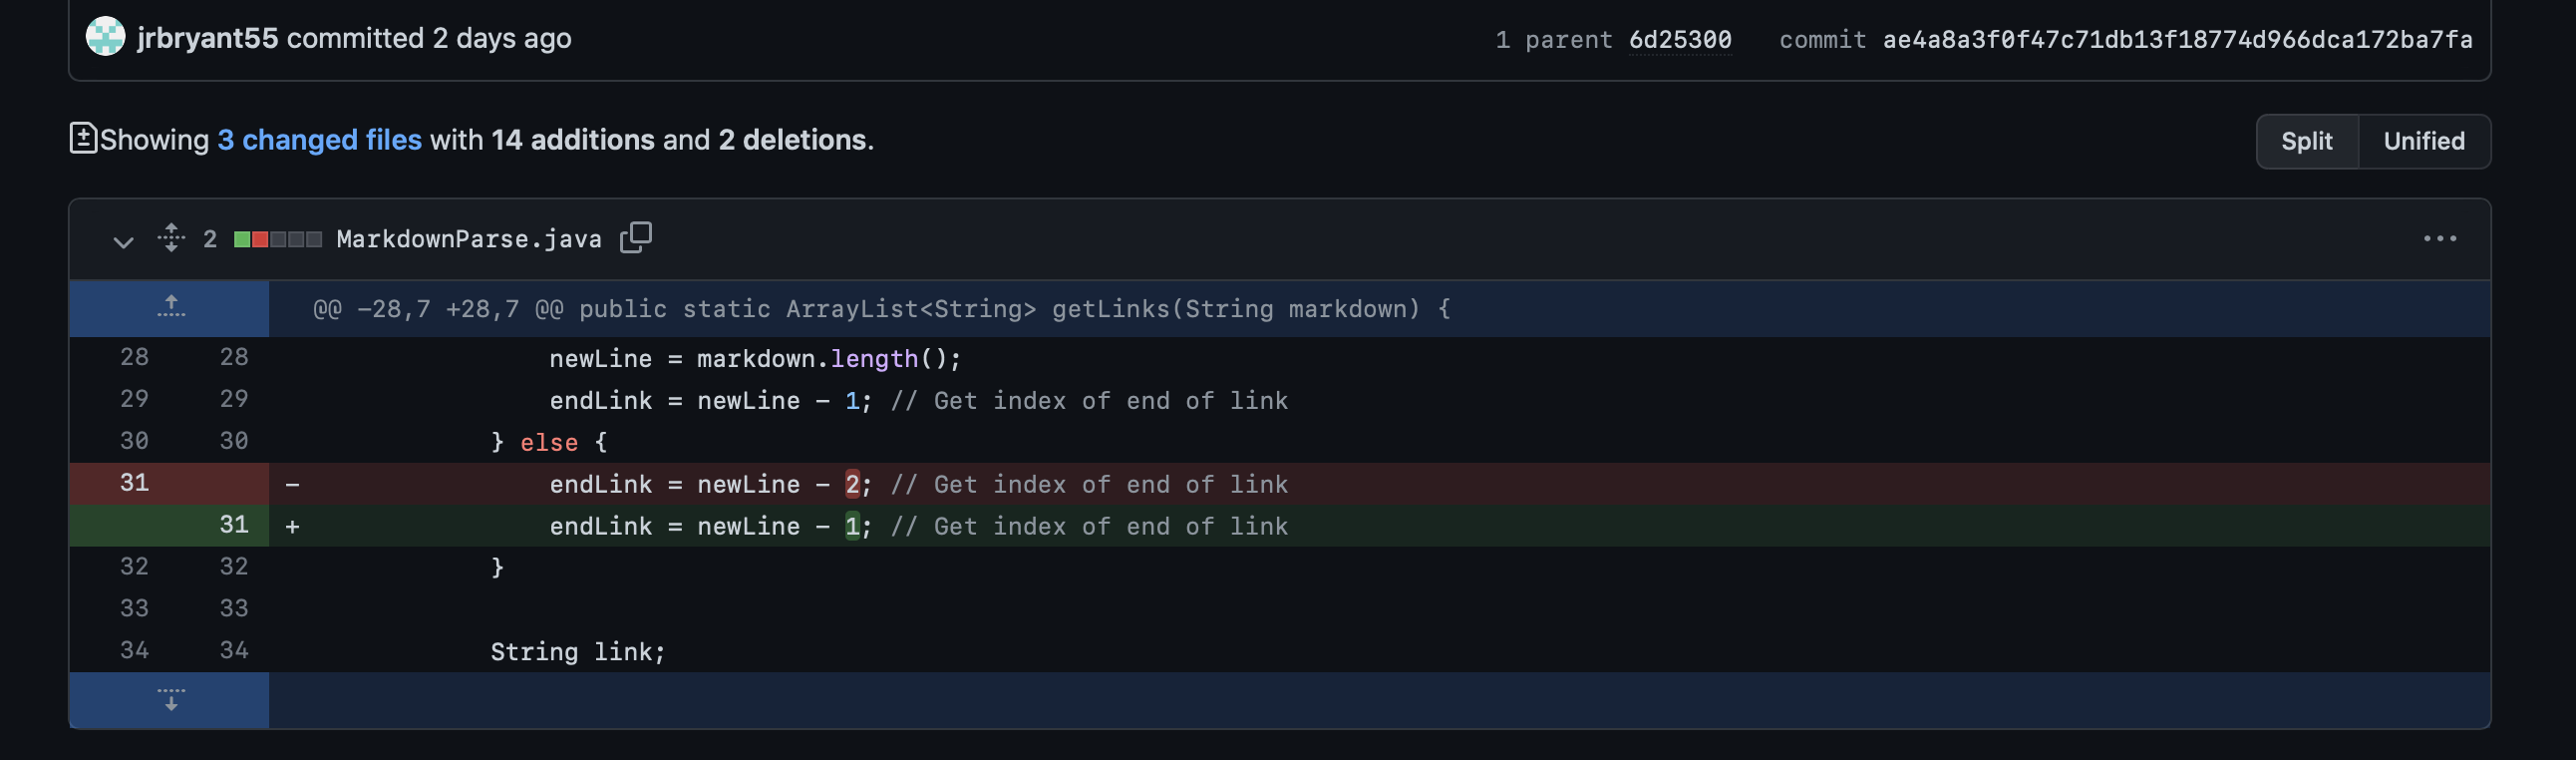 jrbryant55 committed 2 days ago 1 parent 6d25300 commit ae4a8a3f0f47c71db13f18774d966dca172ba7fa
Showing 3 changed files with 14 additions and 2 deletions. Split Unified
2 MarkdownParse.java
@@ -28,7 +28,7 @@ public static ArrayList<String> getLinks(String markdown) {
28 28 newLine = markdown.length();
29 29 endLink = newLine - 1; // Get index of end of link
30 30 } else {
31 - endLink = newLine - 2; // Get index of end of link
31 + endLink = newLine - 1; // Get index of end of link
32 32 }
33 33
34 34 String link;